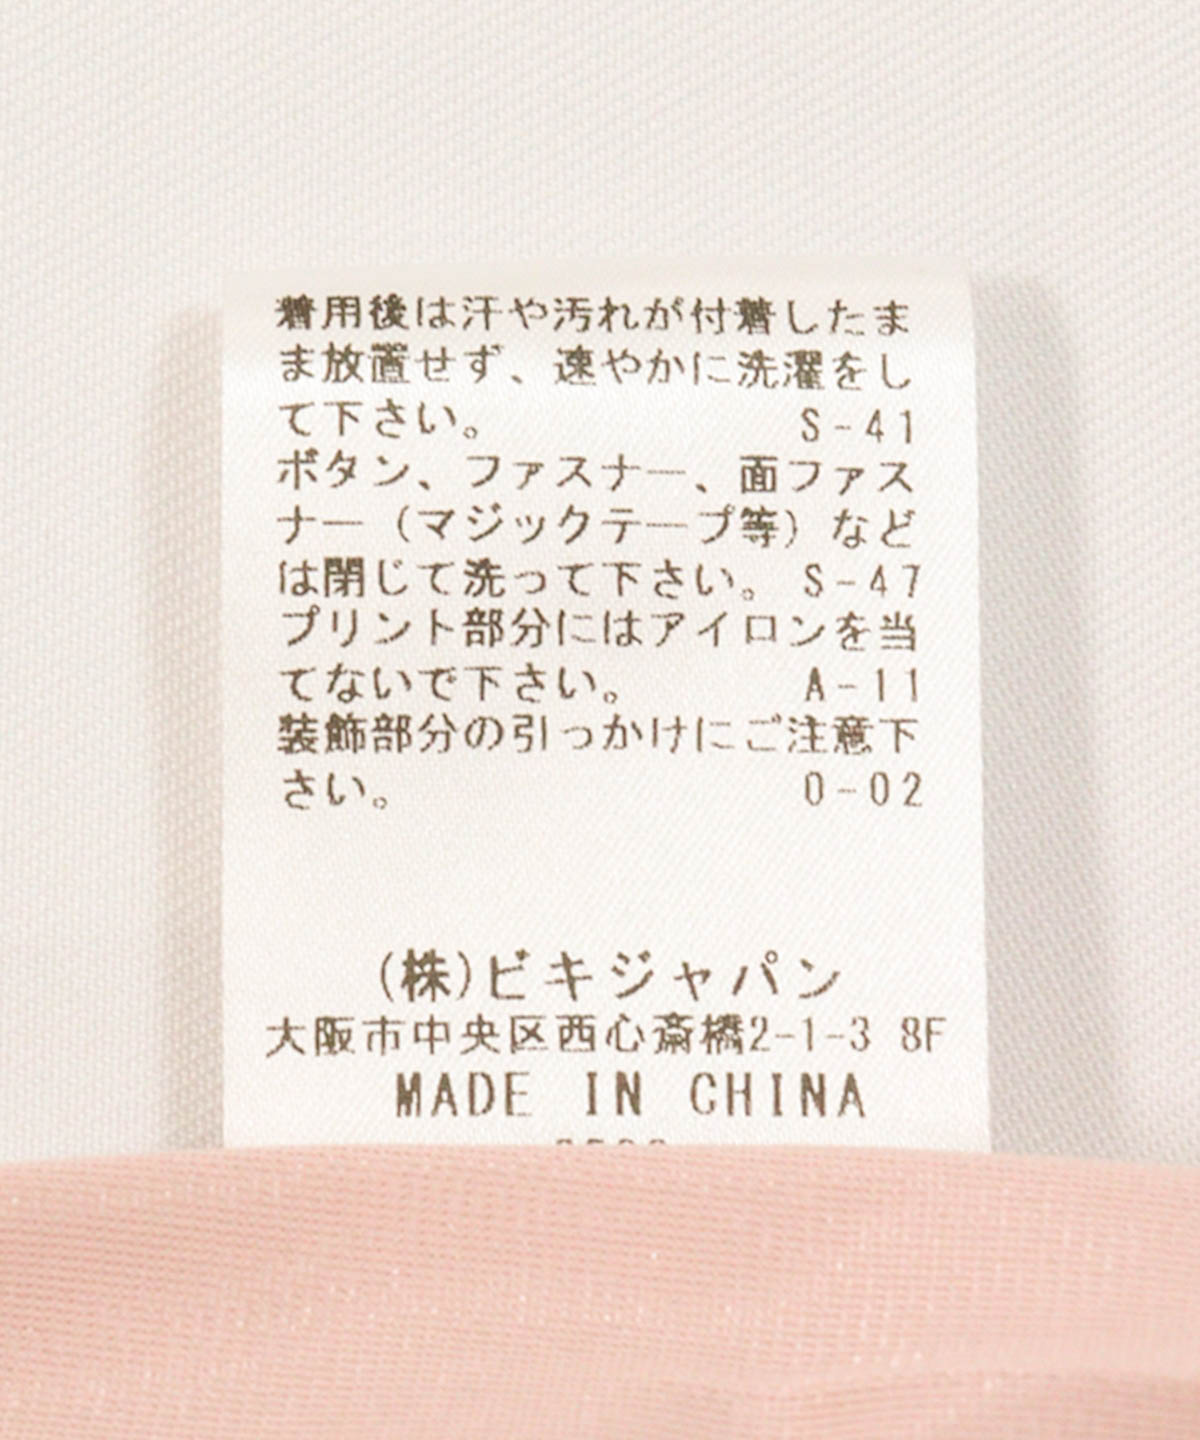 着用後は汗や汚れが付着したま
ま放置せず、速やかに洗濯をし
て下さい。 S-41
ボタン、ファスナー、面ファス
ナー（マジックテープ等）など
は閉じて洗って下さい。 S-47
プリント部分にはアイロンを当
てないで下さい。 A-11
装飾部分の引っかけにご注意下
さい。 O-02
(株)ビキジャパン
大阪市中央区西心斎橋2-1-3 8F
MADE IN CHINA